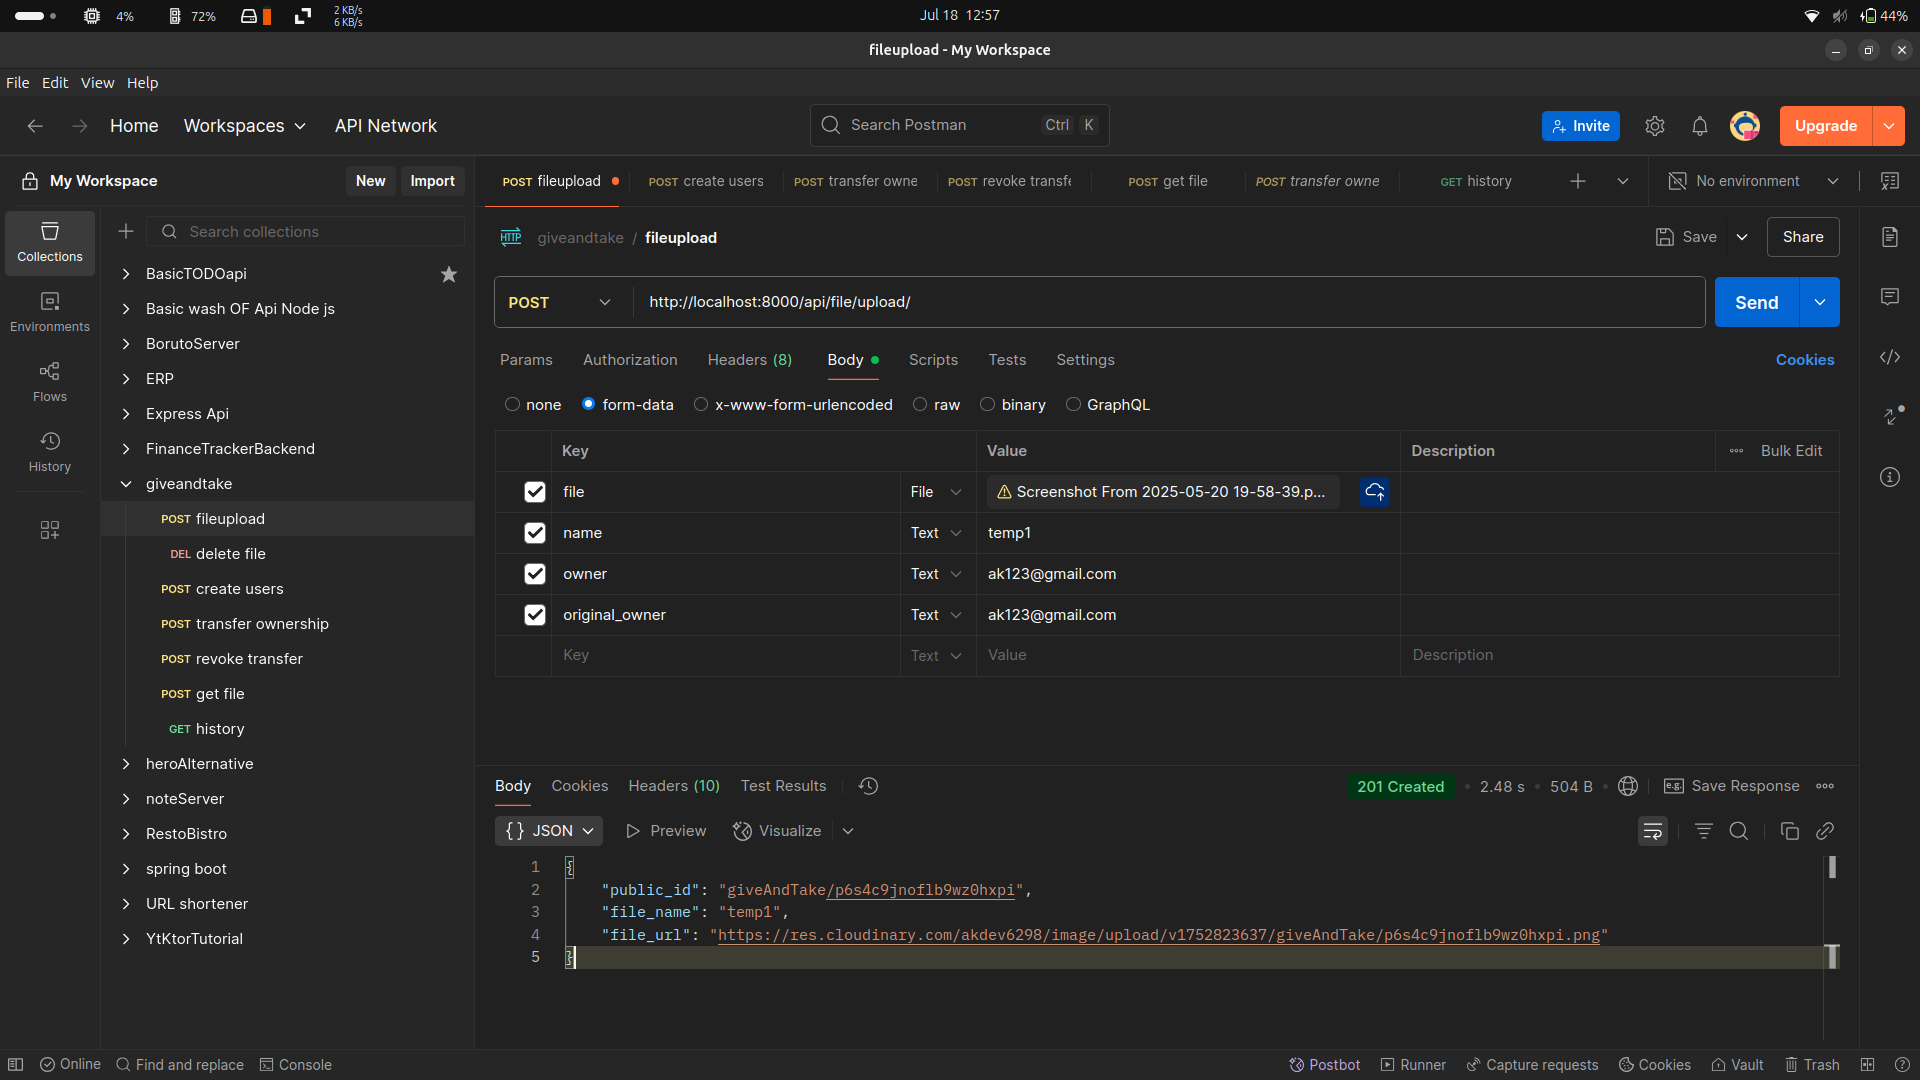 4%
72%
2 KB/s
6 KB/s
Jul 18 12:57
44%
fileupload - My Workspace
File Edit View Help
Home Workspaces API Network
Search Postman Ctrl K
Invite
Upgrade
My Workspace New Import
POST fileupload
POST create users
POST transfer owne
POST revoke transfe
POST get file
POST transfer owne
GET history
No environment
Collections
Environments
Flows
History
Search collections
BasicTODOapi
Basic wash OF Api Node js
BorutoServer
ERP
Express Api
FinanceTrackerBackend
giveandtake
POST fileupload
DEL delete file
POST create users
POST transfer ownership
POST revoke transfer
POST get file
GET history
heroAlternative
noteServer
RestoBistro
spring boot
URL shortener
YtKtorTutorial
HTTP giveandtake / fileupload
Save Share
POST http://localhost:8000/api/file/upload/ Send
Params Authorization Headers (8) Body Scripts Tests Settings Cookies
none form-data x-www-form-urlencoded raw binary GraphQL
Key Value Description Bulk Edit
file File Screenshot From 2025-05-20 19-58-39.p...
name Text temp1
owner Text ak123@gmail.com
original_owner Text ak123@gmail.com
Key Text Value Description
Body Cookies Headers (10) Test Results
201 Created 2.48 s 504 B e.g. Save Response
{} JSON Preview Visualize
1 {
2 "public_id": "giveAndTake/p6s4c9jnoflb9wz0hxpi",
3 "file_name": "temp1",
4 "file_url": "https://res.cloudinary.com/akdev6298/image/upload/v1752823637/giveAndTake/p6s4c9jnoflb9wz0hxpi.png"
5 }
Online Find and replace Console
Postbot Runner Capture requests Cookies Vault Trash